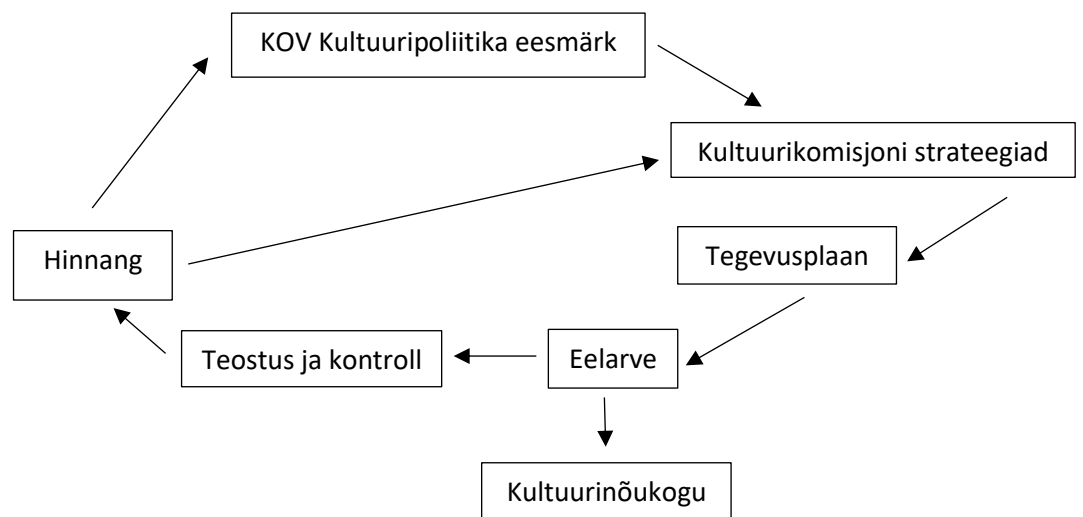 KOV Kultuuripoliitika eesmärk
Kultuurikomisjoni strateegiad
Hinnang
Tegevusplaan
Teostus ja kontroll
Eelarve
Kultuurinõukogu